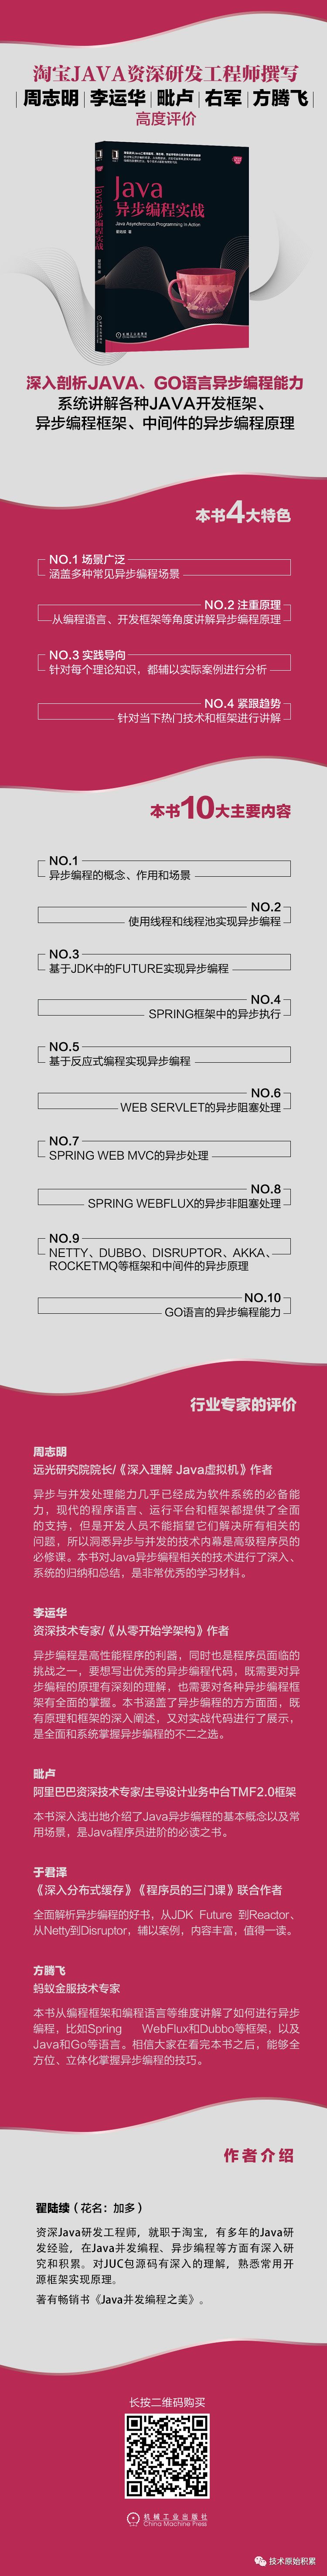 淘宝JAVA资深研发工程师撰写
周志明 | 李运华 | 毗卢 | 右军 | 方腾飞
高度评价
Java
异步编程实战
Java Asynchronous Programming in Action
翟陆续 著
机械工业出版社
Java异步编程实战
深入剖析JAVA、GO语言异步编程能力
系统讲解各种JAVA开发框架、
异步编程框架、中间件的异步编程原理
本书4大特色
NO.1 场景广泛
涵盖多种常见异步编程场景
NO.2 注重原理
从编程语言、开发框架等角度讲解异步编程原理
NO.3 实践导向
针对每个理论知识，都辅以实际案例进行分析
NO.4 紧跟趋势
针对当下热门技术和框架进行讲解
本书10大主要内容
NO.1
异步编程的概念、作用和场景
NO.2
使用线程和线程池实现异步编程
NO.3
基于JDK中的FUTURE实现异步编程
NO.4
SPRING框架中的异步执行
NO.5
基于反应式编程实现异步编程
NO.6
WEB SERVLET的异步阻塞处理
NO.7
SPRING WEB MVC的异步处理
NO.8
SPRING WEBFLUX的异步非阻塞处理
NO.9
NETTY、DUBBO、DISRUPTOR、AKKA、
ROCKETMQ等框架和中间件的异步原理
NO.10
GO语言的异步编程能力
行业专家的评价
周志明
远光研究院院长/《深入理解 Java虚拟机》作者
异步与并发处理能力几乎已经成为软件系统的必备能
力，现代的程序语言、运行平台和框架都提供了全面
的支持，但是开发人员不能指望它们解决所有相关的
问题，所以洞悉异步与并发的技术内幕是高级程序员的
必修课。本书对Java异步编程相关的技术进行了深入、
系统的归纳和总结，是非常优秀的学习材料。
李运华
资深技术专家/《从零开始学架构》作者
异步编程是高性能程序的利器，同时也是程序员面临的
挑战之一，要想写出优秀的异步编程代码，既需要对异
步编程的原理有深刻的理解，也需要对各种异步编程框
架有全面的掌握。本书涵盖了异步编程的方方面面，既
有原理和框架的深入阐述，又对实战代码进行了展示，
是全面和系统掌握异步编程的不二之选。
毗卢
阿里巴巴资深技术专家/主导设计业务中台TMF2.0框架
本书深入浅出地介绍了Java异步编程的基本概念以及常
用场景，是Java程序员进阶的必读之书。
于君泽
《深入分布式缓存》《程序员的三门课》联合作者
全面解析异步编程的好书，从JDK Future 到Reactor、
从Netty到Disruptor，辅以案例，内容丰富，值得一读。
方腾飞
蚂蚁金服技术专家
本书从编程框架和编程语言等维度讲解了如何进行异步
编程，比如Spring WebFlux和Dubbo等框架，以及
Java和Go等语言。相信大家在看完本书之后，能够全
方位、立体化掌握异步编程的技巧。
作者介绍
翟陆续（花名：加多）
资深Java研发工程师，就职于淘宝，有多年的Java研
发经验，在Java并发编程、异步编程等方面有深入研
究和积累。对JUC包源码有深入的理解，熟悉常用开
源框架实现原理。
著有畅销书《Java并发编程之美》。
长按二维码购买
机械工业出版社
China Machine Press
技术原始积累